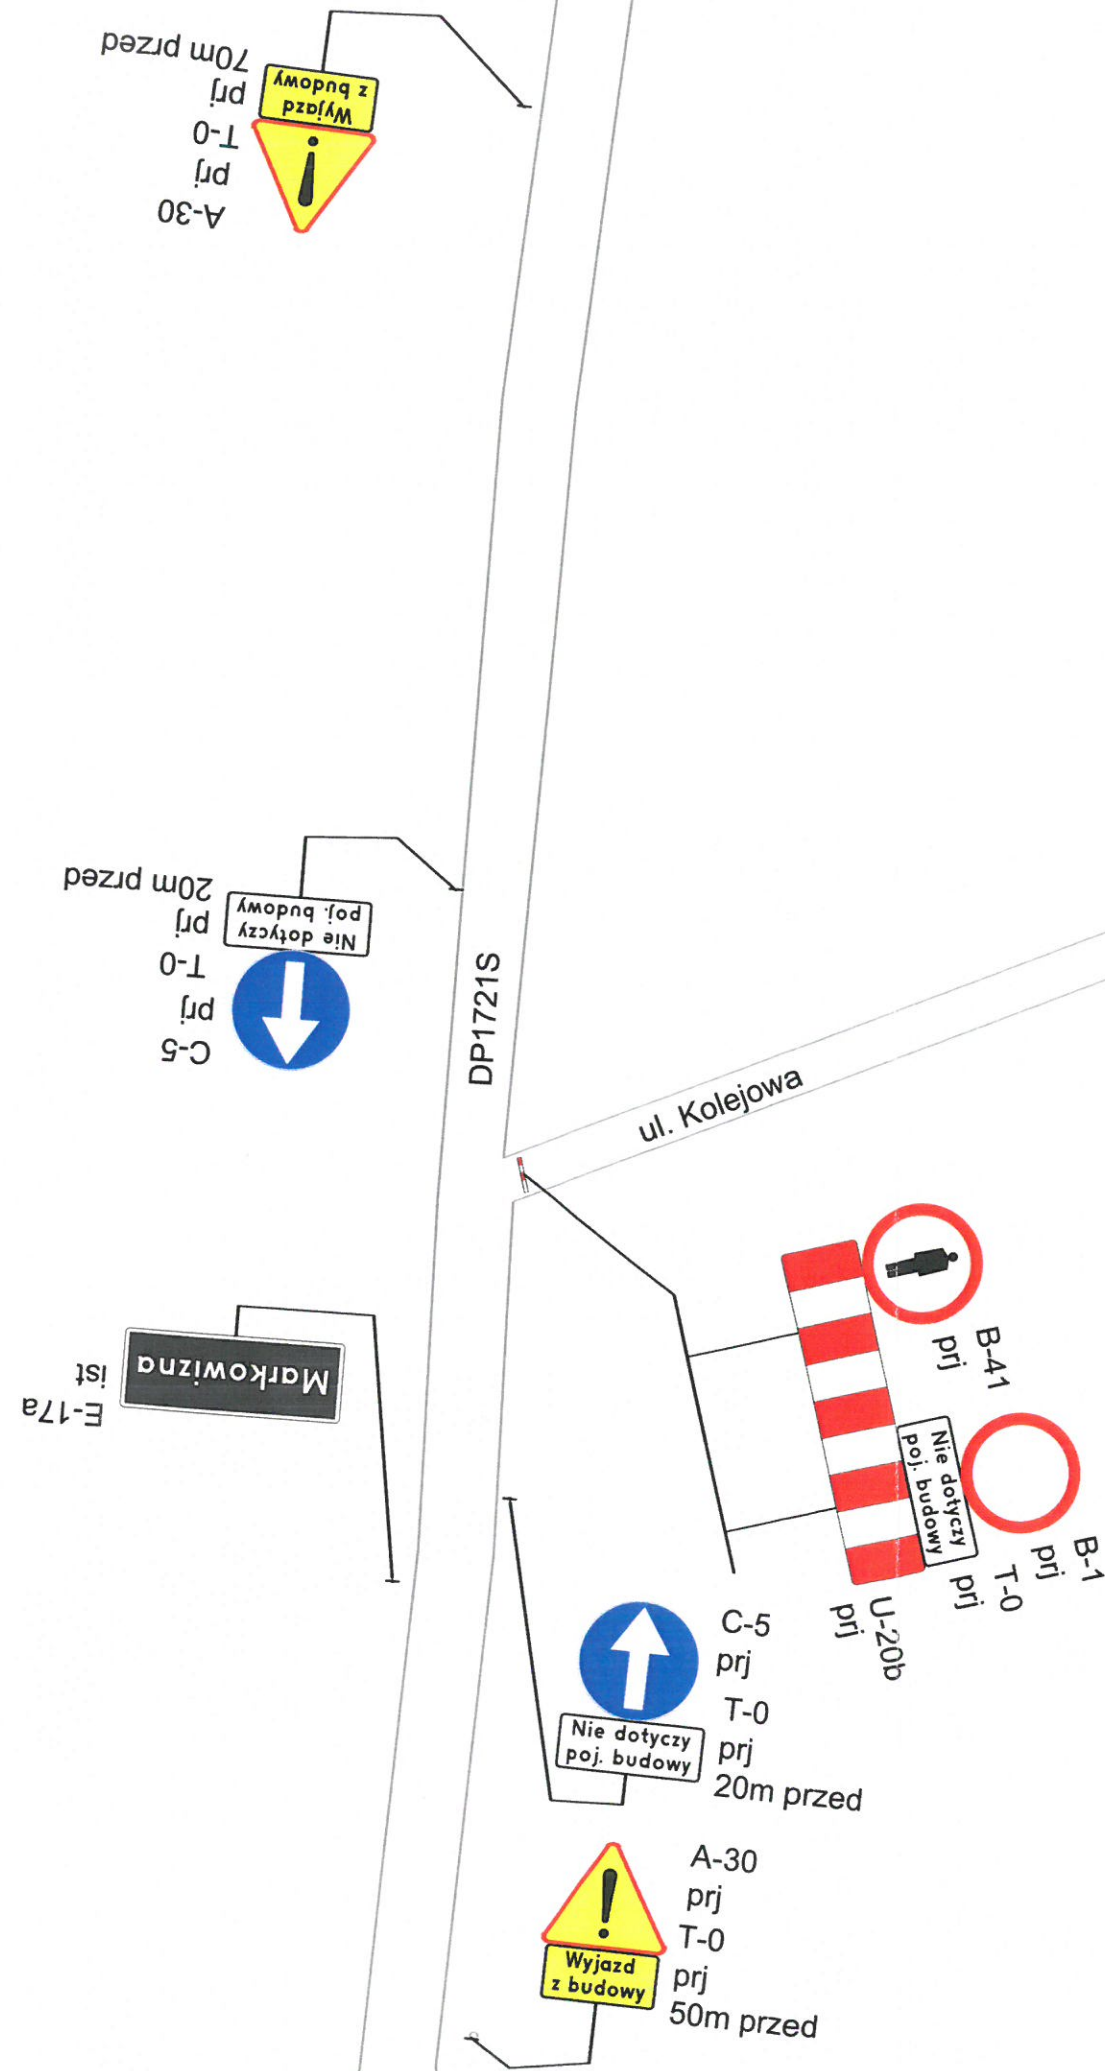 70m przed
prj
T-0
prj
A-30
Wyjazd
z budowy
20m przed
prj
T-0
prj
C-5
Nie dotyczy
poj. budowy
DP1721S
ul. Kolejowa
Markowizna
E-17a
ist
B-41
prj
B-1
prj
T-0
prj
Nie dotyczy
poj. budowy
U-20b
prj
C-5
prj
T-0
prj
20m przed
Nie dotyczy
poj. budowy
A-30
prj
T-0
prj
50m przed
Wyjazd
z budowy